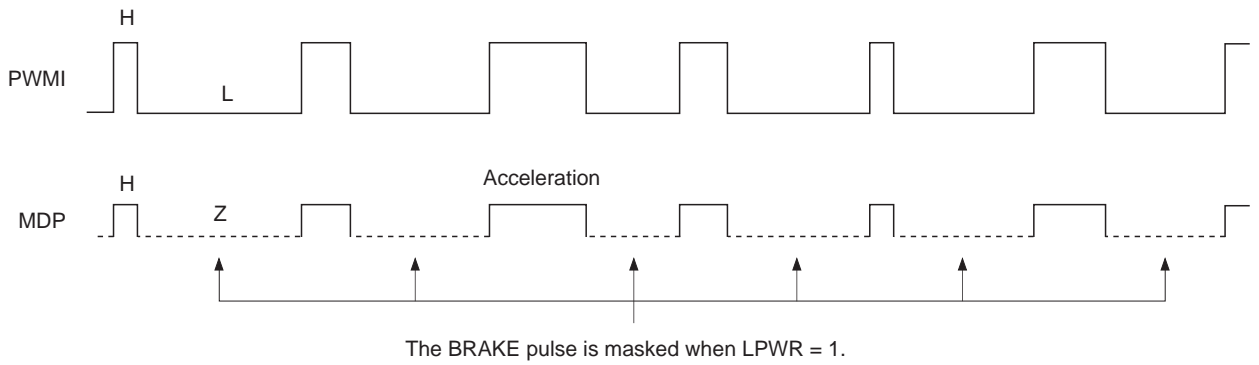 H
PWMI
L
Acceleration
H
MDP
Z
The BRAKE pulse is masked when LPWR = 1.